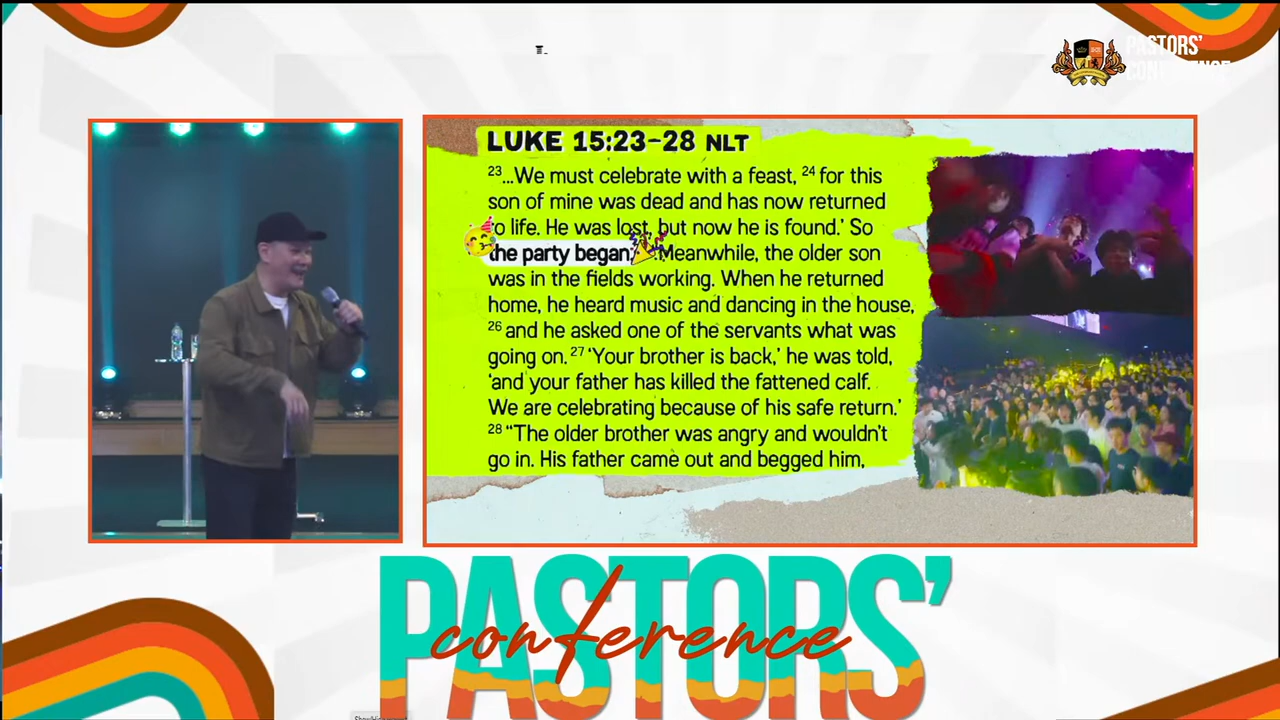 PASTORS'
CONFERENCE
LUKE 15:23-28 NLT
23...We must celebrate with a feast, 24 for this
son of mine was dead and has now returned
to life. He was lost, but now he is found.' So
the party began. Meanwhile, the older son
was in the fields working. When he returned
home, he heard music and dancing in the house,
26 and he asked one of the servants what was
going on. 27 'Your brother is back,' he was told,
'and your father has killed the fattened calf.
We are celebrating because of his safe return.'
28 "The older brother was angry and wouldn't
go in. His father came out and begged him,
PASTORS'
conference